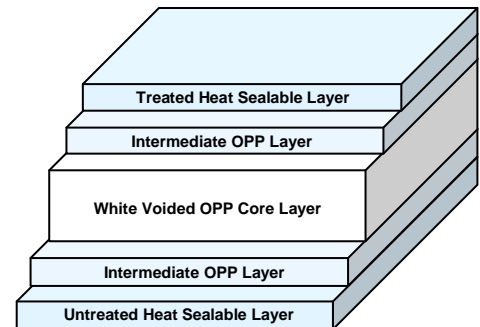 Treated Heat Sealable Layer
Intermediate OPP Layer
White Voided OPP Core Layer
Intermediate OPP Layer
Untreated Heat Sealable Layer